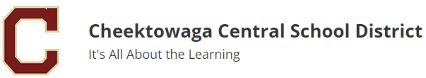 C
Cheektowaga Central School District
It's All About the Learning